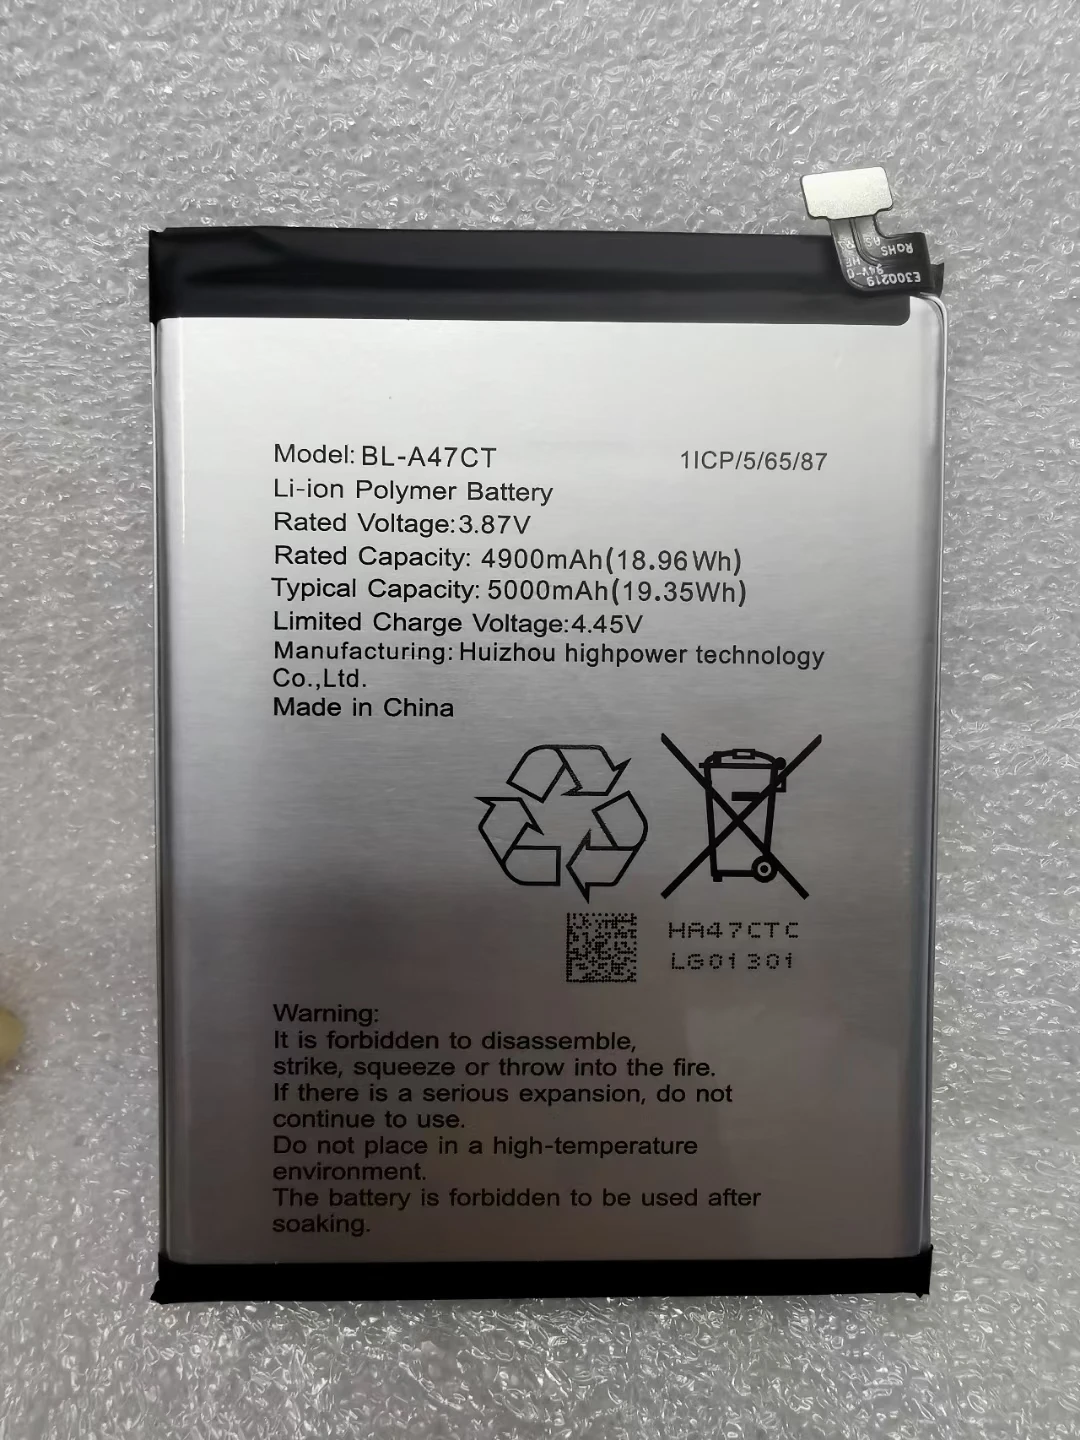 RoHS
E300219
94V-0
Model: BL-A47CT 1ICP/5/65/87
Li-ion Polymer Battery
Rated Voltage:3.87V
Rated Capacity: 4900mAh(18.96Wh)
Typical Capacity: 5000mAh(19.35Wh)
Limited Charge Voltage:4.45V
Manufacturing: Huizhou highpower technology
Co.,Ltd.
Made in China
HA47CTC
LG01301
Warning:
It is forbidden to disassemble,
strike, squeeze or throw into the fire.
If there is a serious expansion, do not
continue to use.
Do not place in a high-temperature
environment.
The battery is forbidden to be used after
soaking.